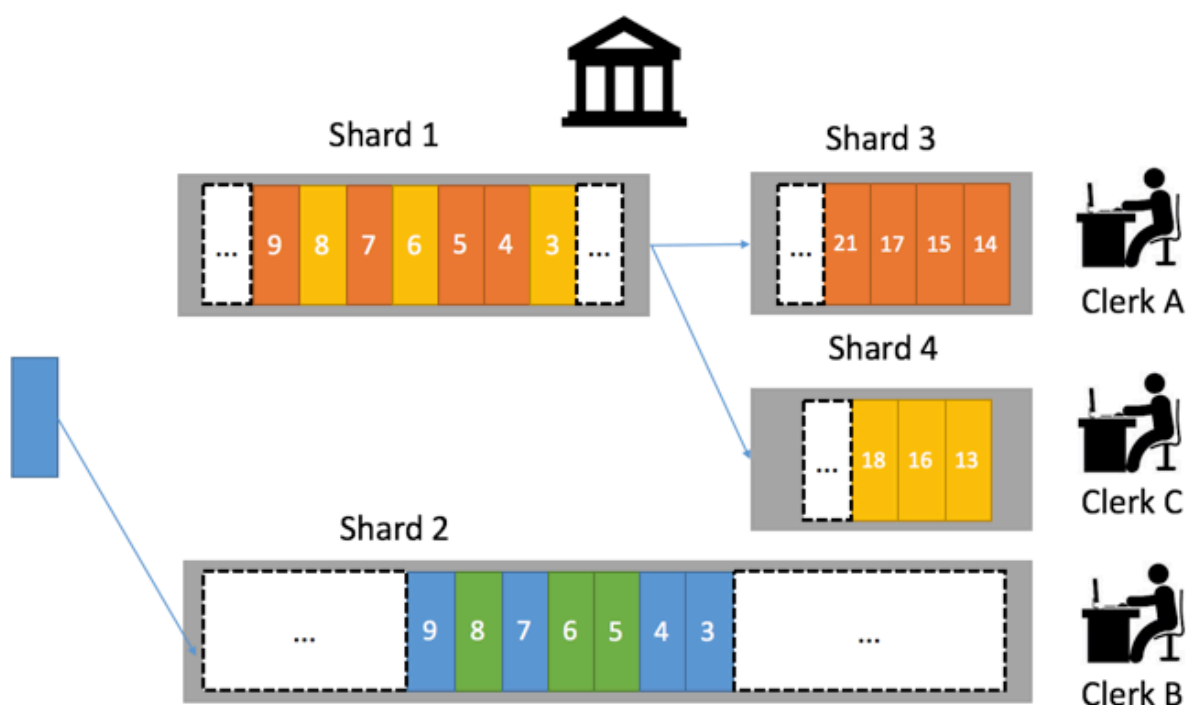 Shard 1
... 9 8 7 6 5 4 3 ...
Shard 3
... 21 17 15 14
Clerk A
Shard 4
... 18 16 13
Clerk C
Shard 2
... 9 8 7 6 5 4 3 ...
Clerk B